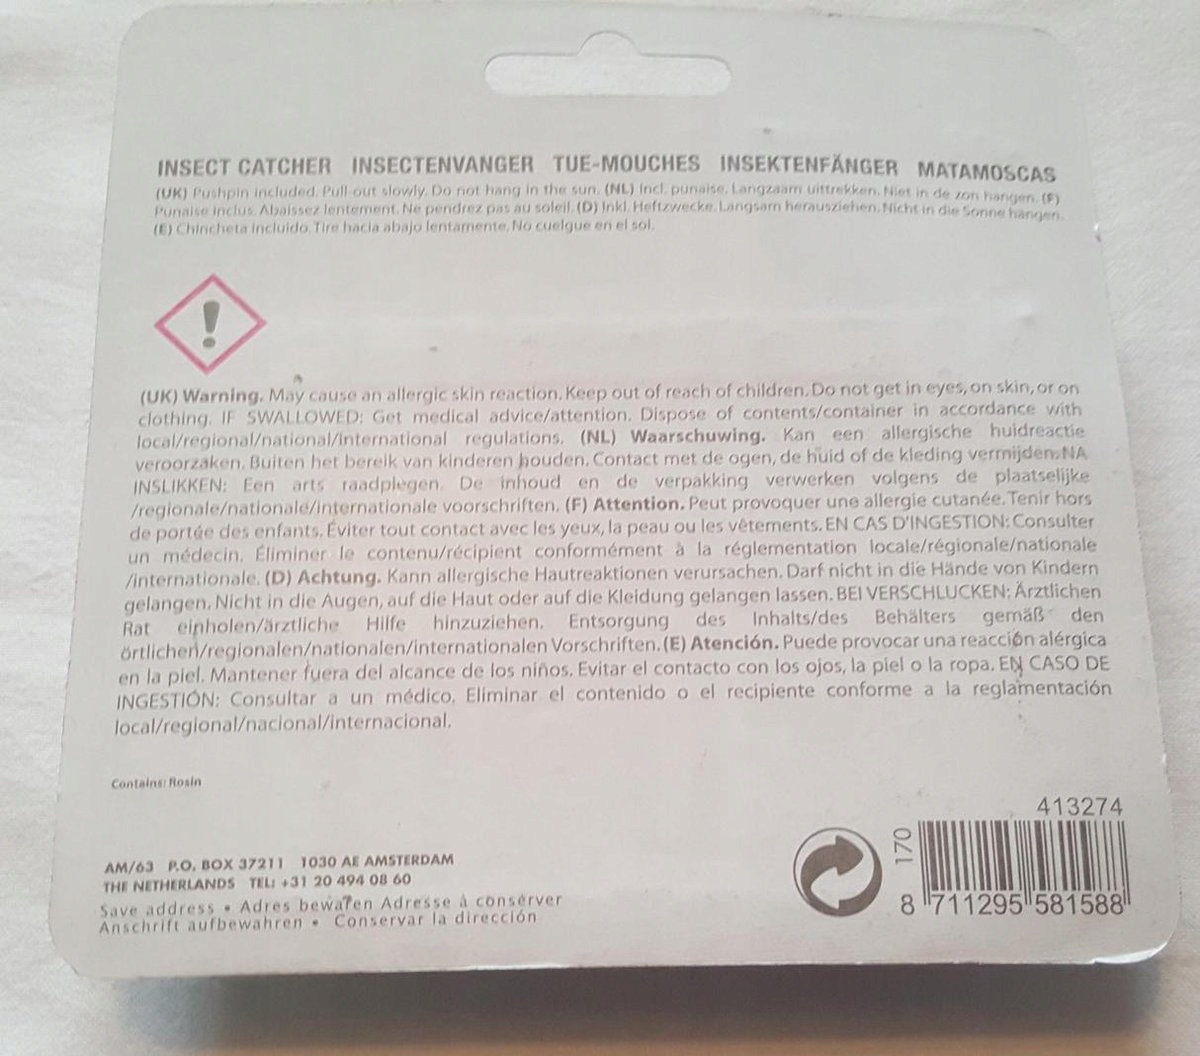 INSECT CATCHER INSECTENVANGER TUE-MOUCHES INSEKTENFÄNGER MATAMOSCAS
(UK) Pushpin included. Pull out slowly. Do not hang in the sun. (NL) Incl. punaise. Langzaam uittrekken. Niet in de zon hangen. (F)
Punaise inclus. Abaissez lentement. Ne pendrez pas au soleil. (D) Inkl. Heftzwecke. Langsam herausziehen. Nicht in die Sonne hängen.
(E) Chincheta incluido. Tire hacia abajo lentamente. No cuelgue en el sol.
!
(UK) Warning. May cause an allergic skin reaction. Keep out of reach of children. Do not get in eyes, on skin, or on
clothing. IF SWALLOWED: Get medical advice/attention. Dispose of contents/container in accordance with
local/regional/national/international regulations. (NL) Waarschuwing. Kan een allergische huidreactie
veroorzaken. Buiten het bereik van kinderen houden. Contact met de ogen, de huid of de kleding vermijden. NA
INSLIKKEN: Een arts raadplegen. De inhoud en de verpakking verwerken volgens de plaatselijke
/regionale/nationale/internationale voorschriften. (F) Attention. Peut provoquer une allergie cutanée. Tenir hors
de portée des enfants. Éviter tout contact avec les yeux, la peau ou les vêtements. EN CAS D'INGESTION: Consulter
un médecin. Éliminer le contenu/récipient conformément à la réglementation locale/régionale/nationale
/internationale. (D) Achtung. Kann allergische Hautreaktionen verursachen. Darf nicht in die Hände von Kindern
gelangen. Nicht in die Augen, auf die Haut oder auf die Kleidung gelangen lassen. BEI VERSCHLUCKEN: Ärztlichen
Rat einholen/ärztliche Hilfe hinzuziehen. Entsorgung des Inhalts/des Behälters gemäß den
örtlichen/regionalen/nationalen/internationalen Vorschriften. (E) Atención. Puede provocar una reacción alérgica
en la piel. Mantener fuera del alcance de los niños. Evitar el contacto con los ojos, la piel o la ropa. EN CASO DE
INGESTIÓN: Consultar a un médico. Eliminar el contenido o el recipiente conforme a la reglamentación
local/regional/nacional/internacional.
Contains: Rosin
AM/63 P.O. BOX 37211 1030 AE AMSTERDAM
THE NETHERLANDS TEL: +31 20 494 08 60
Save address • Adres bewaren Adresse à conserver
Anschrift aufbewahren • Conservar la dirección
413274
170
8 711295 581588